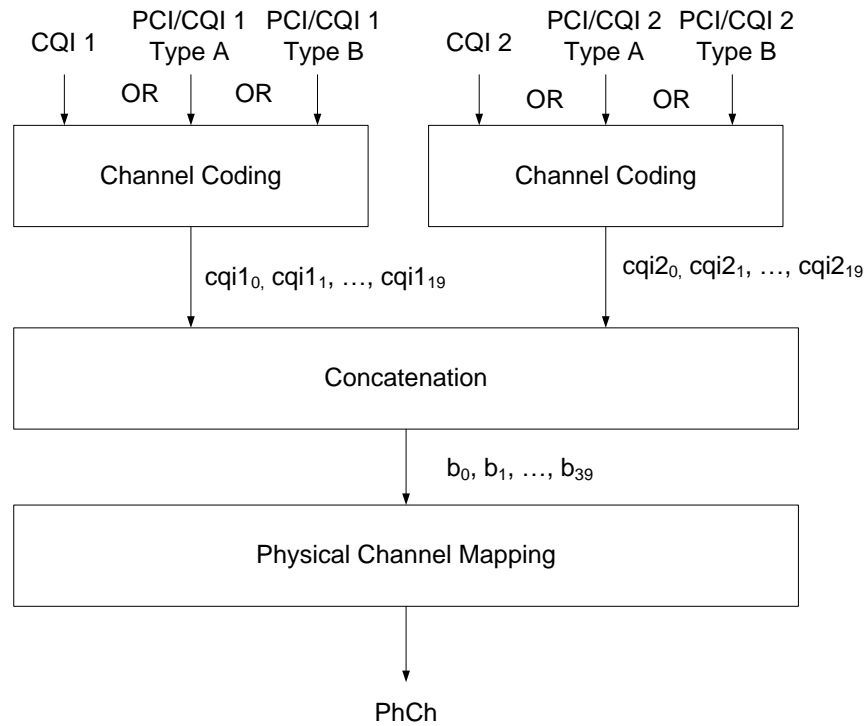 CQI 1
PCI/CQI 1
Type A
PCI/CQI 1
Type B
OR
OR
CQI 2
PCI/CQI 2
Type A
PCI/CQI 2
Type B
OR
OR
Channel Coding
Channel Coding
cqi1₀, cqi1₁, …, cqi1₁₉
cqi2₀, cqi2₁, …, cqi2₁₉
Concatenation
b₀, b₁, …, b₃₉
Physical Channel Mapping
PhCh